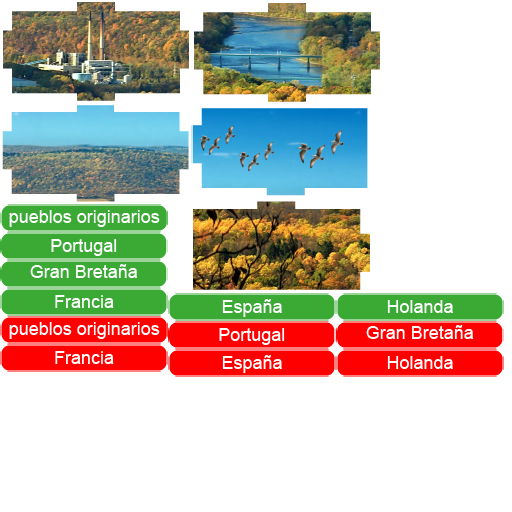 pueblos originarios
Portugal
Gran Bretaña
Francia
España
Holanda
pueblos originarios
Portugal
Gran Bretaña
Francia
España
Holanda